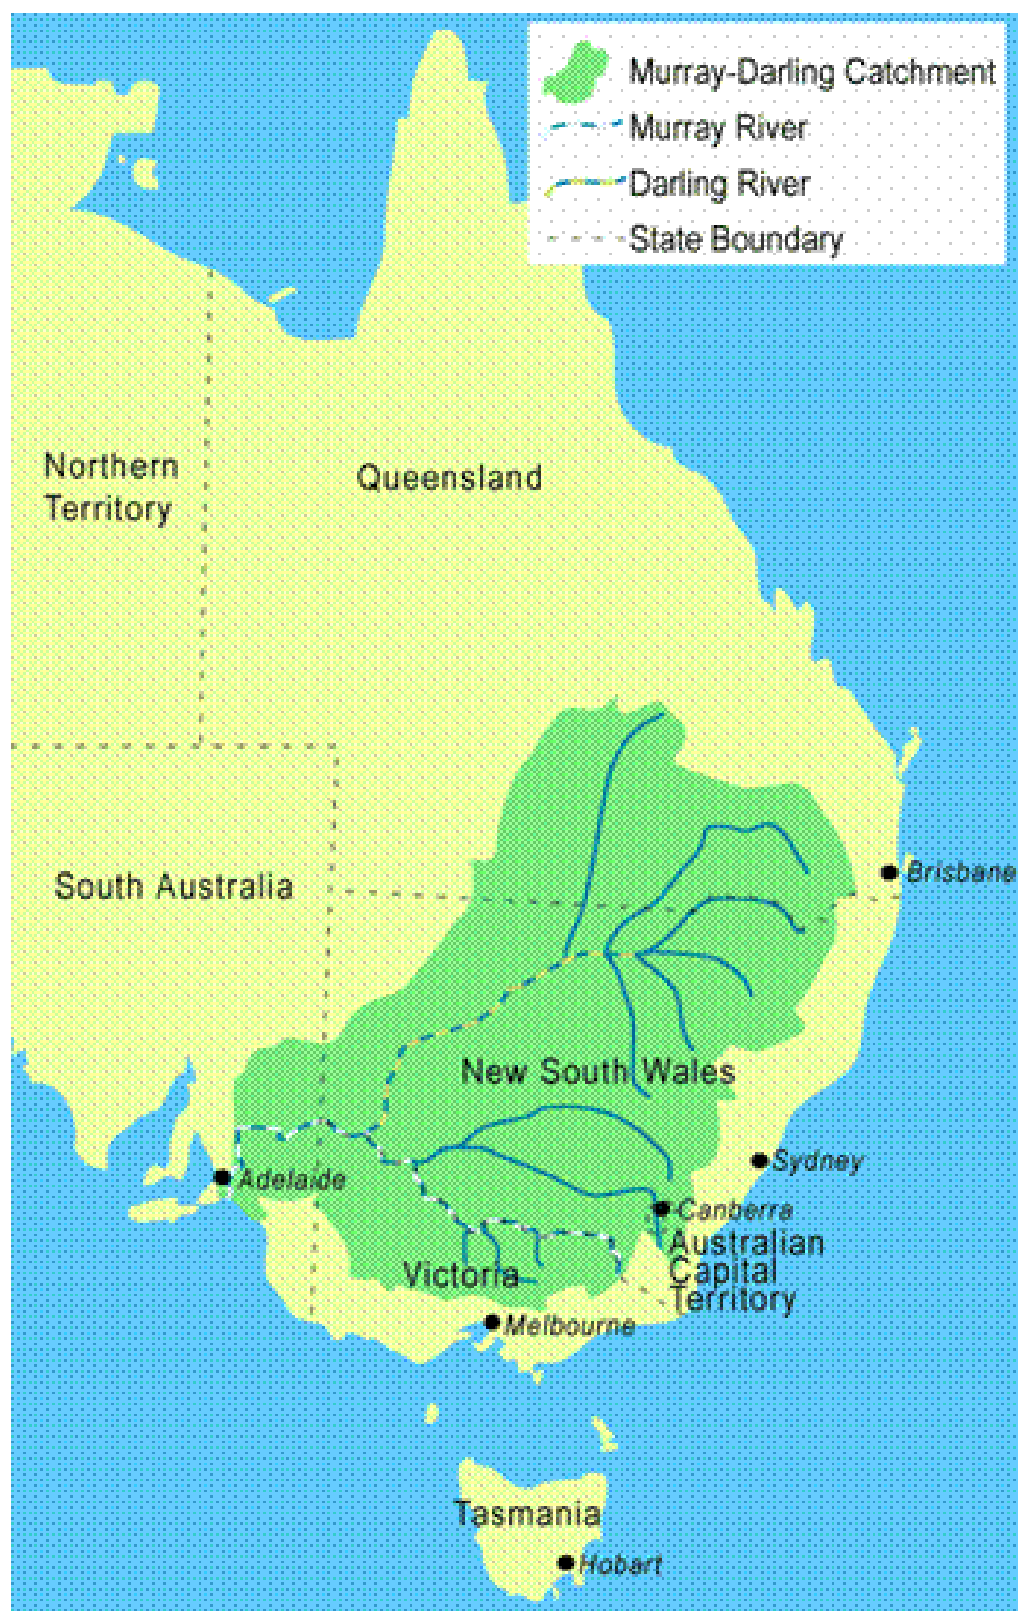 Murray-Darling Catchment
Murray River
Darling River
State Boundary
Northern
Territory
Queensland
South Australia
Brisbane
New South Wales
Sydney
Adelaide
Canberra
Australian
Capital
Territory
Victoria
Melbourne
Tasmania
Hobart